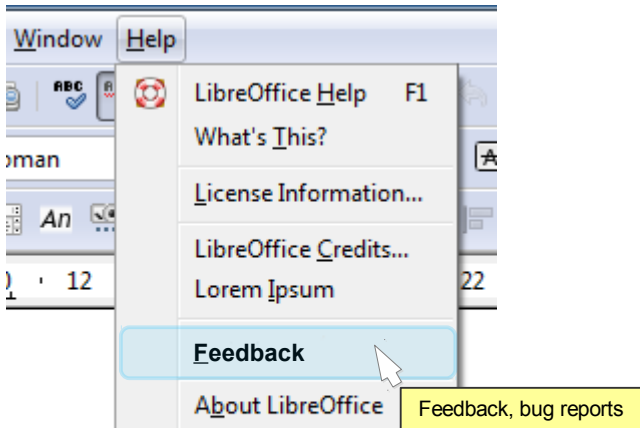 Window Help
ABC
LibreOffice Help F1
What's This?
oman
License Information...
An
LibreOffice Credits...
12 22
Lorem Ipsum
Feedback
About LibreOffice
Feedback, bug reports